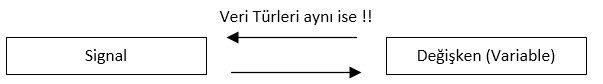 Veri Türleri aynı ise !!
Signal
Değişken (Variable)